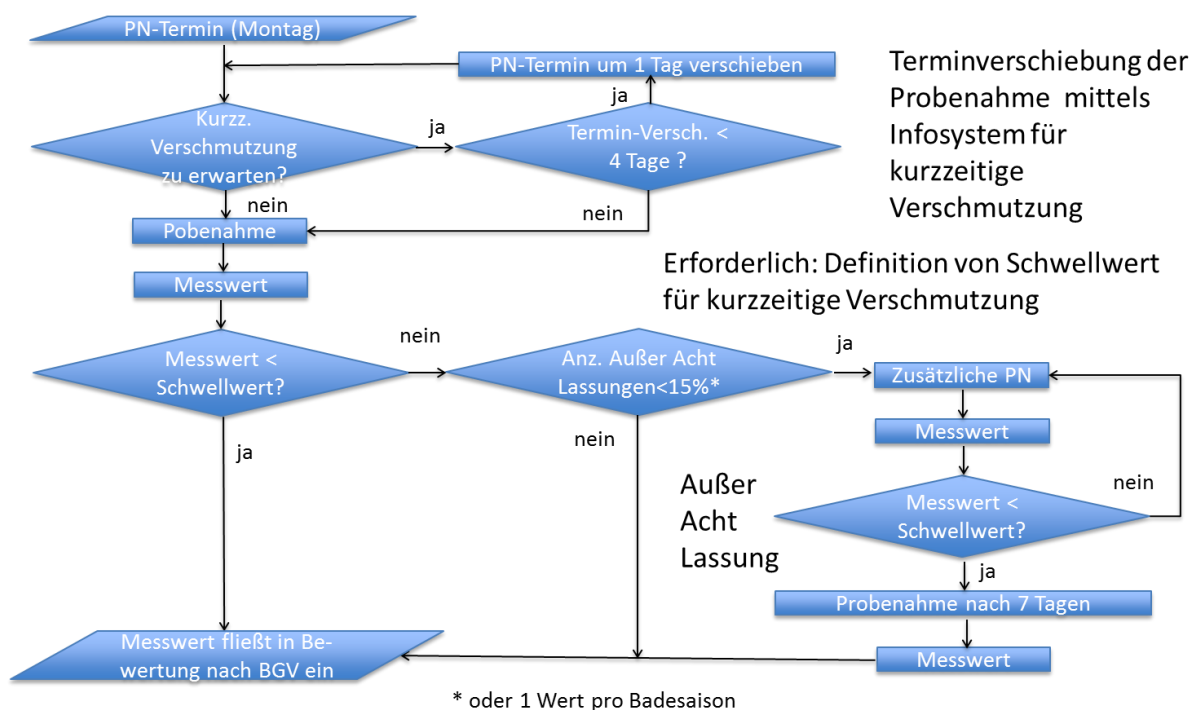 PN-Termin (Montag)
PN-Termin um 1 Tag verschieben
ja
Kurzz.
Verschmutzung
zu erwarten?
ja
Termin-Versch. <
4 Tage ?
nein
nein
Pobenahme
Messwert
Terminverschiebung der
Probenahme mittels
Infosystem für
kurzzeitige
Verschmutzung
Erforderlich: Definition von Schwellwert
für kurzzeitige Verschmutzung
Messwert <
Schwellwert?
nein
ja
Anz. Außer Acht
Lassungen<15%*
ja
nein
Zusätzliche PN
Messwert
Messwert <
Schwellwert?
nein
ja
Außer
Acht
Lassung
Probenahme nach 7 Tagen
Messwert
Messwert fließt in Be-
wertung nach BGV ein
* oder 1 Wert pro Badesaison